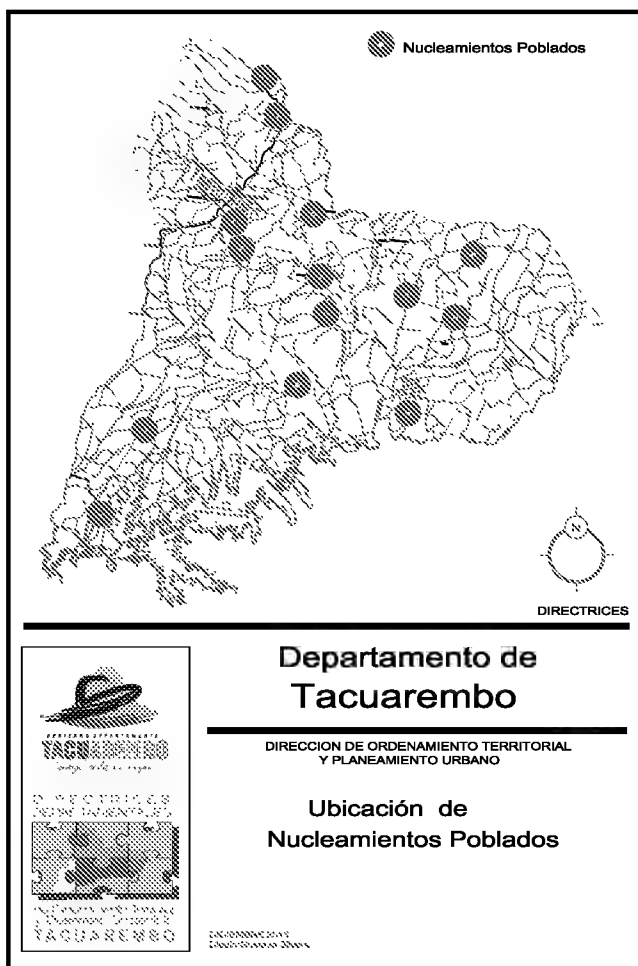 Nucleamientos Poblados
N
DIRECTRICES
Departamento de
Tacuarembo
DIRECCION DE ORDENAMIENTO TERRITORIAL
Y PLANEAMIENTO URBANO
Ubicación de
Nucleamientos Poblados
TACUAREMBO
TACUAREMBO